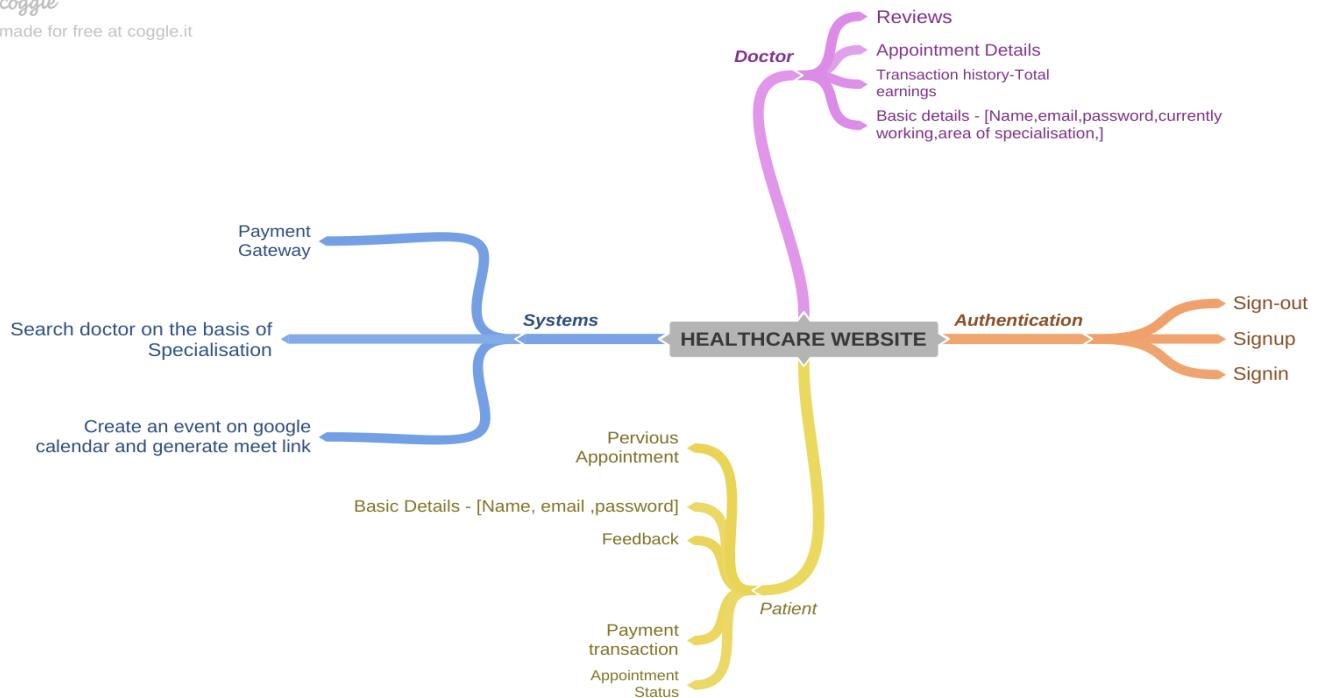 coggle
made for free at coggle.it
Doctor
Reviews
Appointment Details
Transaction history-Total
earnings
Basic details - [Name,email,password,currently
working,area of specialisation,]
Systems
Payment
Gateway
Search doctor on the basis of
Specialisation
Create an event on google
calendar and generate meet link
HEALTHCARE WEBSITE
Authentication
Sign-out
Signup
Signin
Pervious
Appointment
Basic Details - [Name, email ,password]
Feedback
Payment
transaction
Appointment
Status
Patient